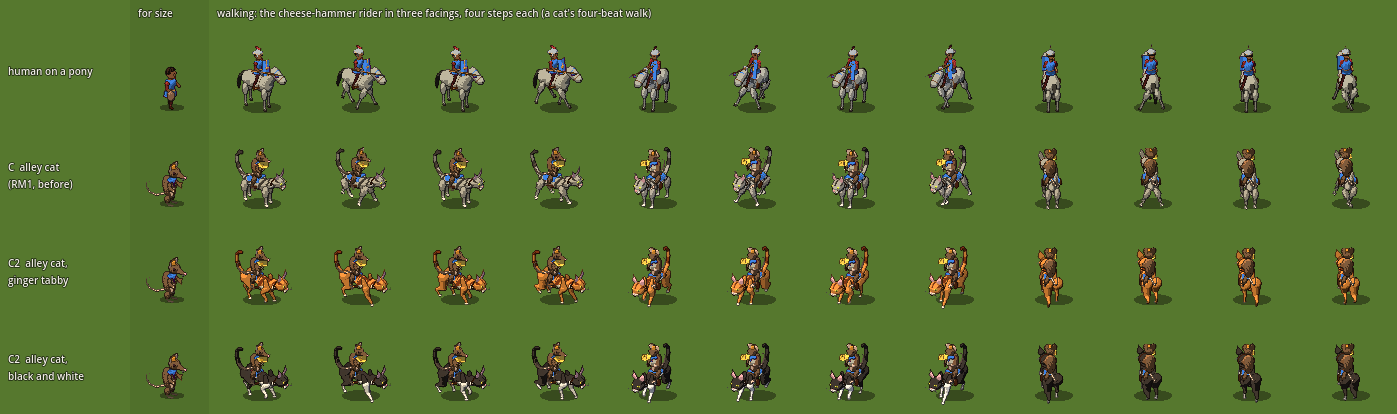 for size
walking: the cheese-hammer rider in three facings, four steps each (a cat's four-beat walk)
human on a pony
C alley cat
(RM1, before)
C2 alley cat,
ginger tabby
C2 alley cat,
black and white